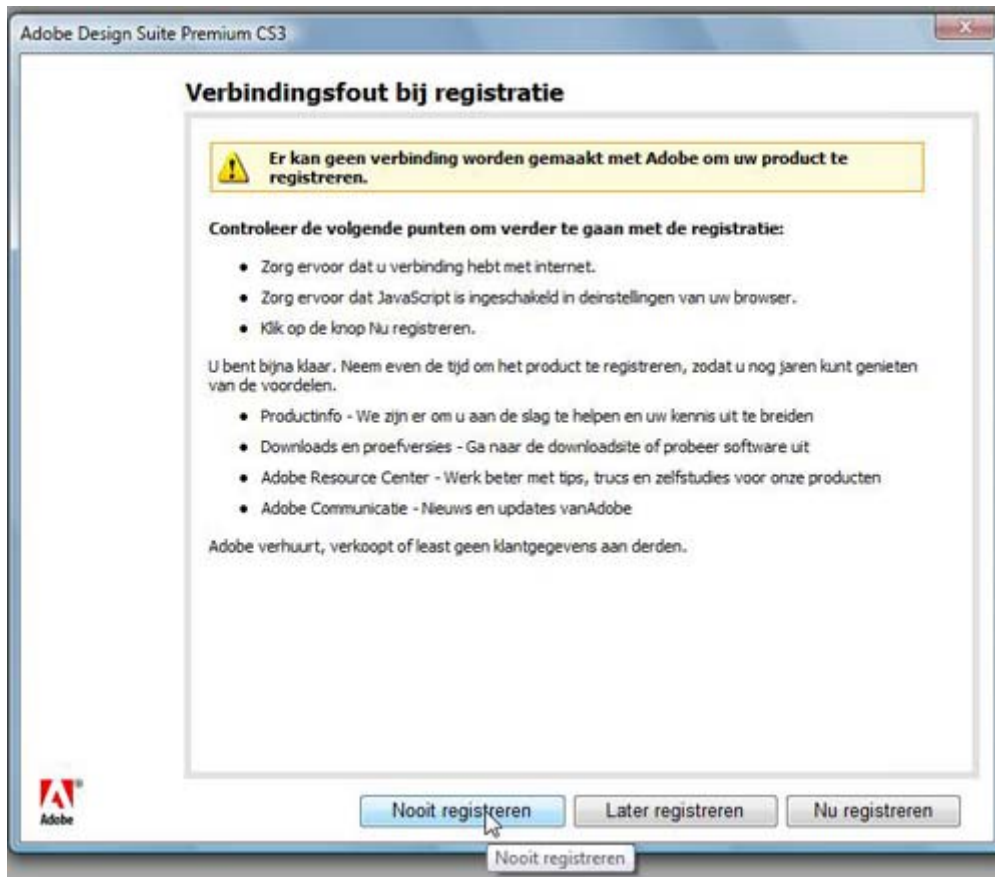 Adobe Design Suite Premium CS3
Verbindingsfout bij registratie
Er kan geen verbinding worden gemaakt met Adobe om uw product te
registreren.
Controleer de volgende punten om verder te gaan met de registratie:
• Zorg ervoor dat u verbinding hebt met internet.
• Zorg ervoor dat JavaScript is ingeschakeld in deinstellingen van uw browser.
• Klik op de knop Nu registreren.
U bent bijna klaar. Neem even de tijd om het product te registreren, zodat u nog jaren kunt genieten
van de voordelen.
• Productinfo - We zijn er om u aan de slag te helpen en uw kennis uit te breiden
• Downloads en proefversies - Ga naar de downloadsite of probeer software uit
• Adobe Resource Center - Werk beter met tips, trucs en zelfstudies voor onze producten
• Adobe Communicatie - Nieuws en updates vanAdobe
Adobe verhuurt, verkoopt of least geen klantgegevens aan derden.
Adobe
Nooit registreren
Later registreren
Nu registreren
Nooit registreren